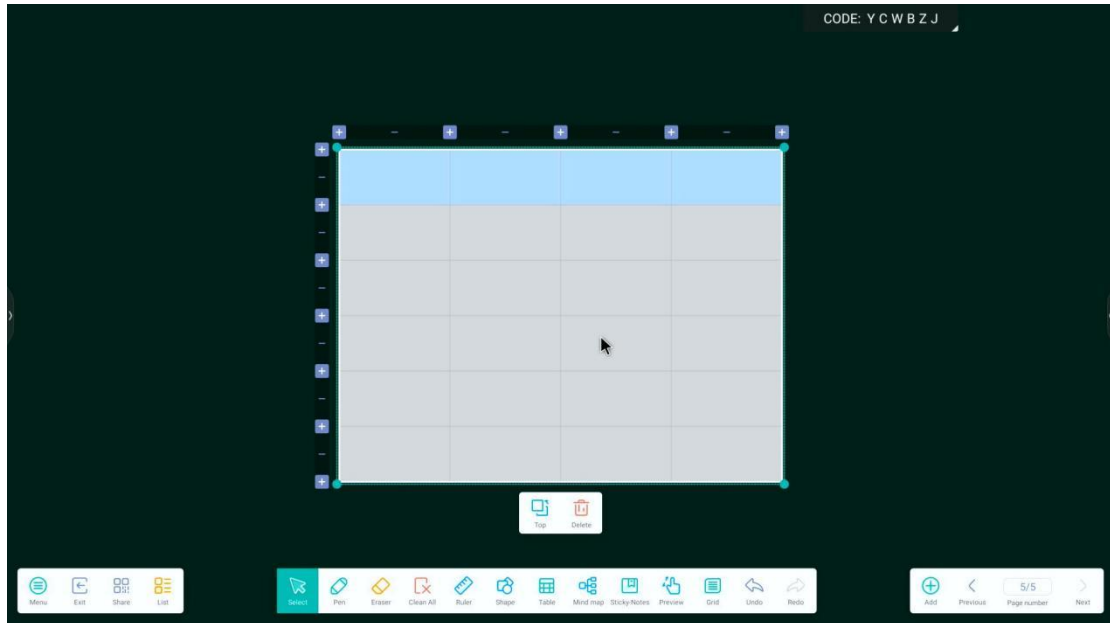 CODE: Y C W B Z J
Top Delete
Menu Exit Share List Select Pen Eraser Clean All Ruler Shape Table Mind map Sticky Notes Preview Grid Undo Redo Add Previous 5/5 Page number Next